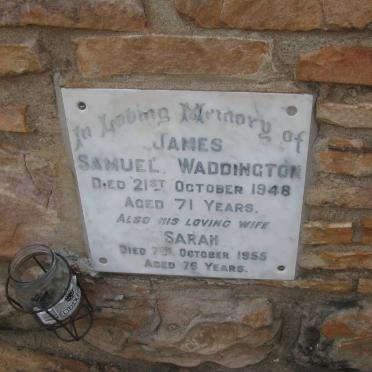 In Loving Memory of
JAMES
SAMUEL WADDINGTON
DIED 21ST OCTOBER 1948
AGED 71 YEARS.
ALSO HIS LOVING WIFE
SARAH
DIED 7TH OCTOBER 1955
AGED 76 YEARS.